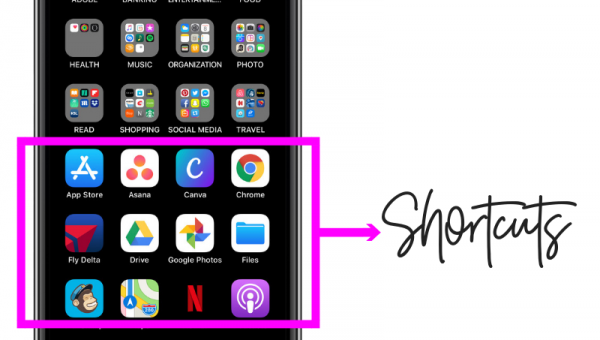 HEALTH MUSIC ORGANIZATION PHOTO
READ SHOPPING SOCIAL MEDIA TRAVEL
App Store Asana Canva Chrome
Fly Delta Drive Google Photos Files
Shortcuts